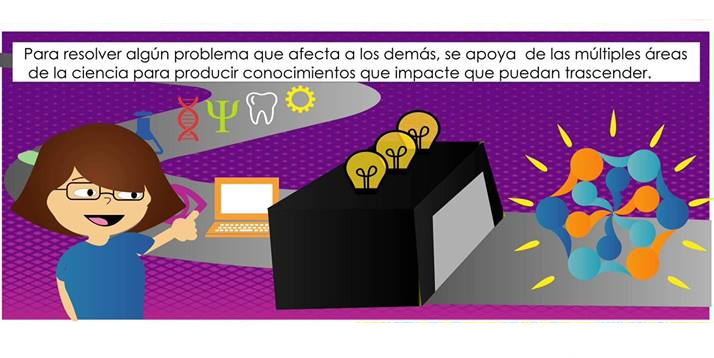 Para resolver algún problema que afecta a los demás, se apoya de las múltiples áreas
de la ciencia para producir conocimientos que impacte que puedan trascender.